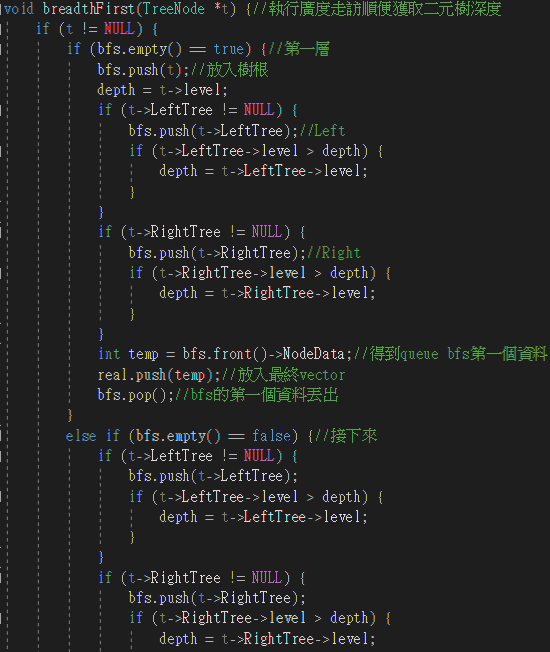 void breadthFirst(TreeNode *t) {//執行廣度走訪順便獲取二元樹深度
    if (t != NULL) {
        if (bfs.empty() == true) {//第一層
            bfs.push(t);//放入樹根
            depth = t->level;
            if (t->LeftTree != NULL) {
                bfs.push(t->LeftTree);//Left
                if (t->LeftTree->level > depth) {
                    depth = t->LeftTree->level;
                }
            }
            if (t->RightTree != NULL) {
                bfs.push(t->RightTree);//Right
                if (t->RightTree->level > depth) {
                    depth = t->RightTree->level;
                }
            }
            int temp = bfs.front()->NodeData;//得到queue bfs第一個資料
            real.push(temp);//放入最終vector
            bfs.pop();//bfs的第一個資料丟出
        }
        else if (bfs.empty() == false) {//接下來
            if (t->LeftTree != NULL) {
                bfs.push(t->LeftTree);
                if (t->LeftTree->level > depth) {
                    depth = t->LeftTree->level;
                }
            }
            if (t->RightTree != NULL) {
                bfs.push(t->RightTree);
                if (t->RightTree->level > depth) {
                    depth = t->RightTree->level;